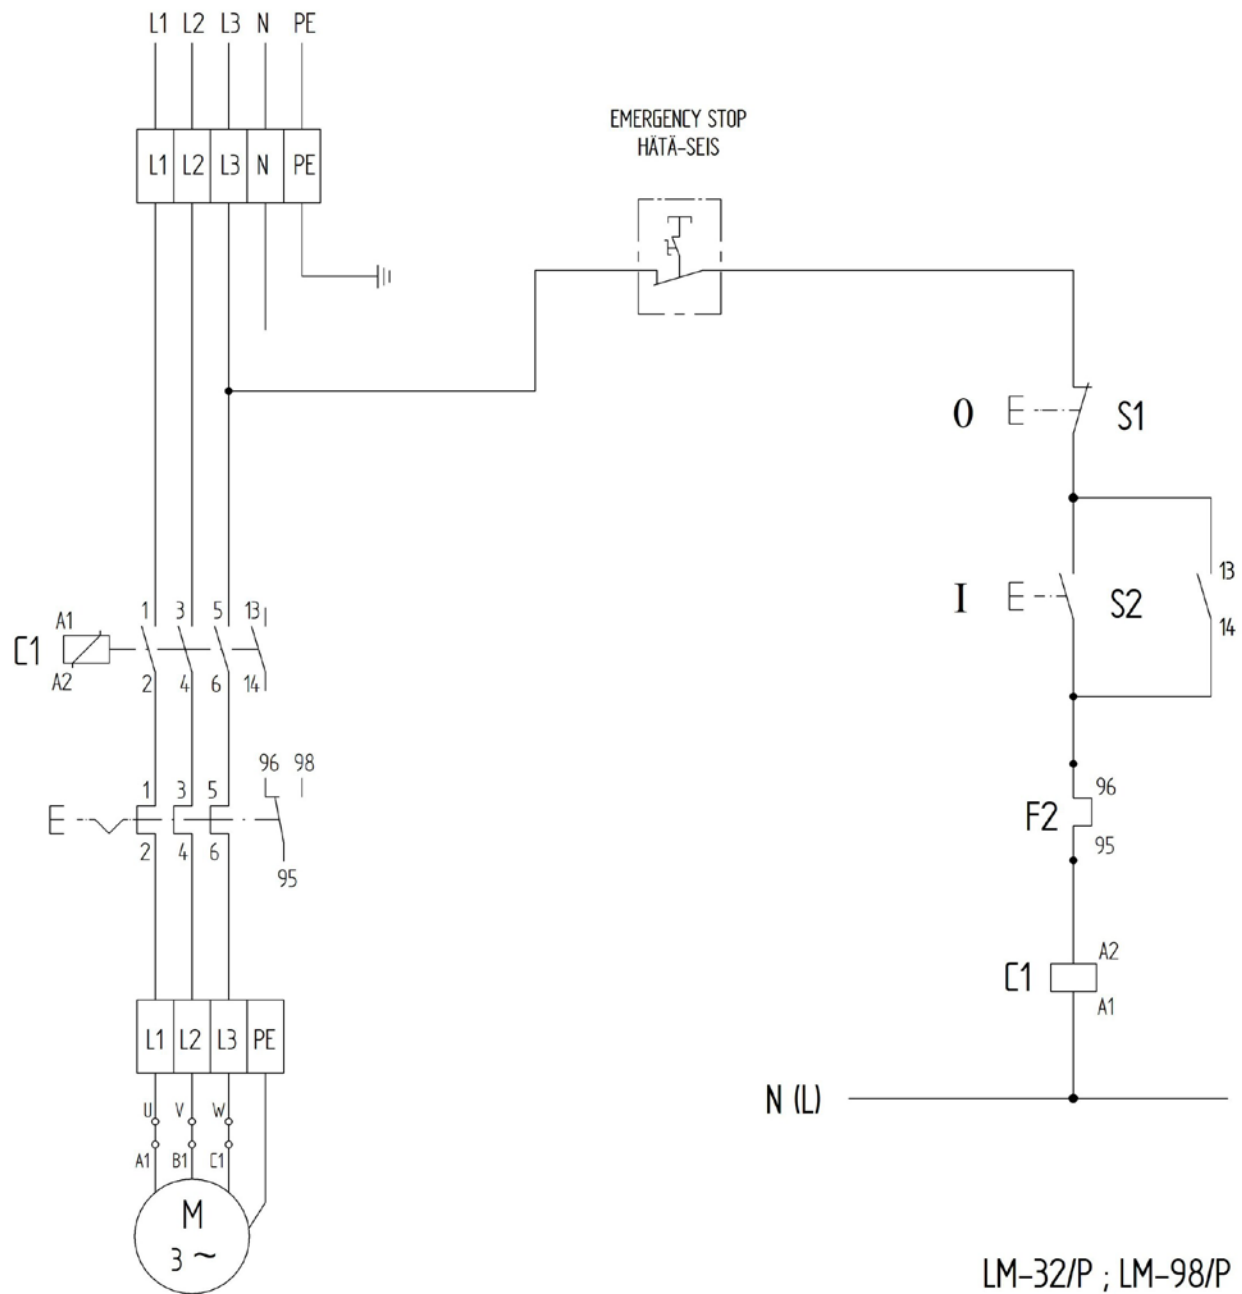 L1 L2 L3 N PE
EMERGENCY STOP
HÄTÄ-SEIS
L1 L2 L3 N PE
0 S1
I S2
13
14
1 3 5 13
A1
C1
A2
2 4 6 14
96 98
1 3 5
2 4 6
95
96
F2
95
A2
C1
A1
L1 L2 L3 PE
N (L)
U V W
A1 B1 C1
M
3 ~
LM-32/P ; LM-98/P